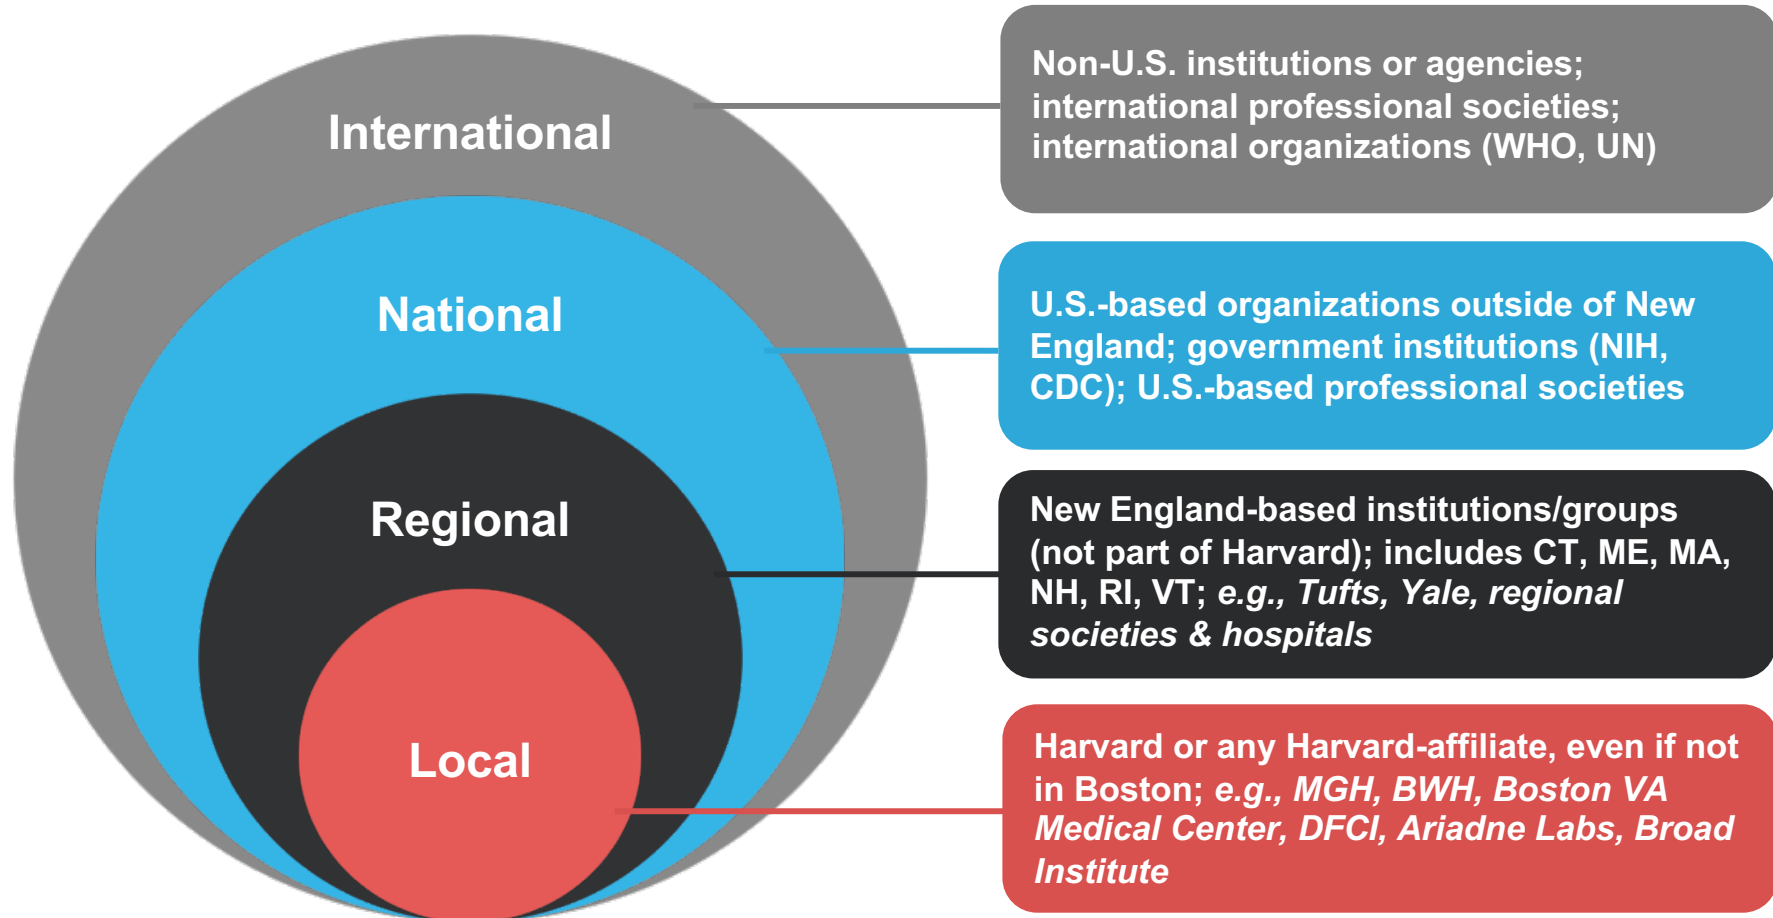 International
Non-U.S. institutions or agencies;
international professional societies;
international organizations (WHO, UN)
National
U.S.-based organizations outside of New
England; government institutions (NIH,
CDC); U.S.-based professional societies
Regional
New England-based institutions/groups
(not part of Harvard); includes CT, ME, MA,
NH, RI, VT; e.g., Tufts, Yale, regional
societies & hospitals
Local
Harvard or any Harvard-affiliate, even if not
in Boston; e.g., MGH, BWH, Boston VA
Medical Center, DFCI, Ariadne Labs, Broad
Institute